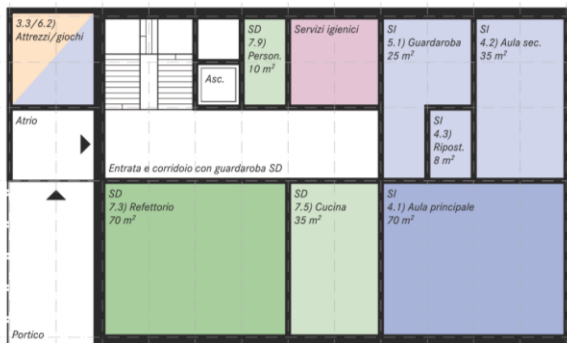 3.3/6.2)
Attrezzi/giochi
SD
7.9)
Person.
10 m²
Servizi igienici
SI
5.1) Guardaroba
25 m²
SI
4.2) Aula sec.
35 m²
Asc.
Atrio
SI
4.3)
Ripost.
8 m²
Entrata e corridoio con guardaroba SD
SD
7.3) Refettorio
70 m²
SD
7.5) Cucina
35 m²
SI
4.1) Aula principale
70 m²
Portico